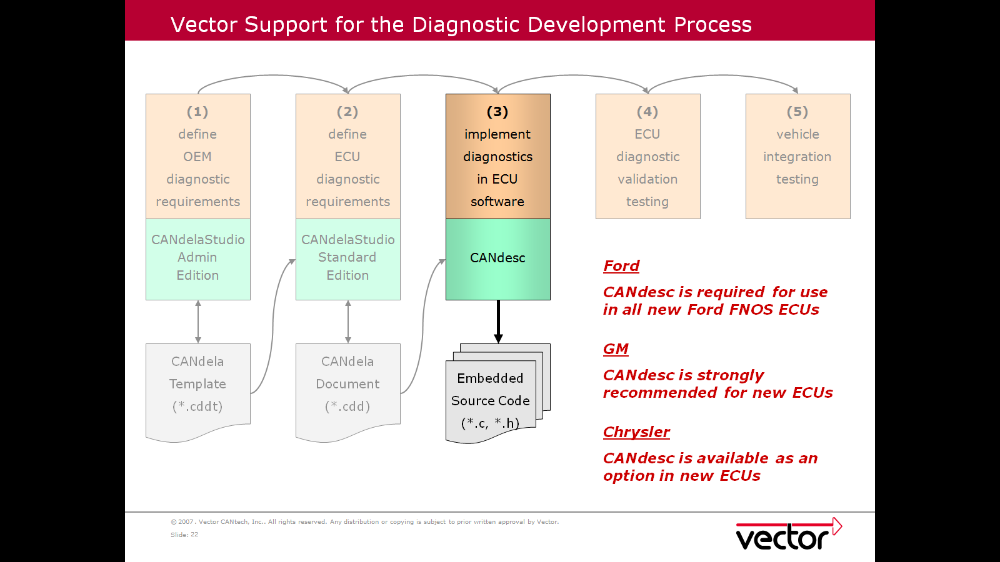 Vector Support for the Diagnostic Development Process
(1)
define
OEM
diagnostic
requirements
CANdelaStudio
Admin
Edition
CANdela
Template
(*.cddt)
(2)
define
ECU
diagnostic
requirements
CANdelaStudio
Standard
Edition
CANdela
Document
(*.cdd)
(3)
implement
diagnostics
in ECU
software
CANdesc
Embedded
Source Code
(*.c, *.h)
(4)
ECU
diagnostic
validation
testing
(5)
vehicle
integration
testing
Ford
CANdesc is required for use
in all new Ford FNOS ECUs
GM
CANdesc is strongly
recommended for new ECUs
Chrysler
CANdesc is available as an
option in new ECUs
© 2007. Vector CANtech, Inc.. All rights reserved. Any distribution or copying is subject to prior written approval by Vector.
Slide: 22
vector